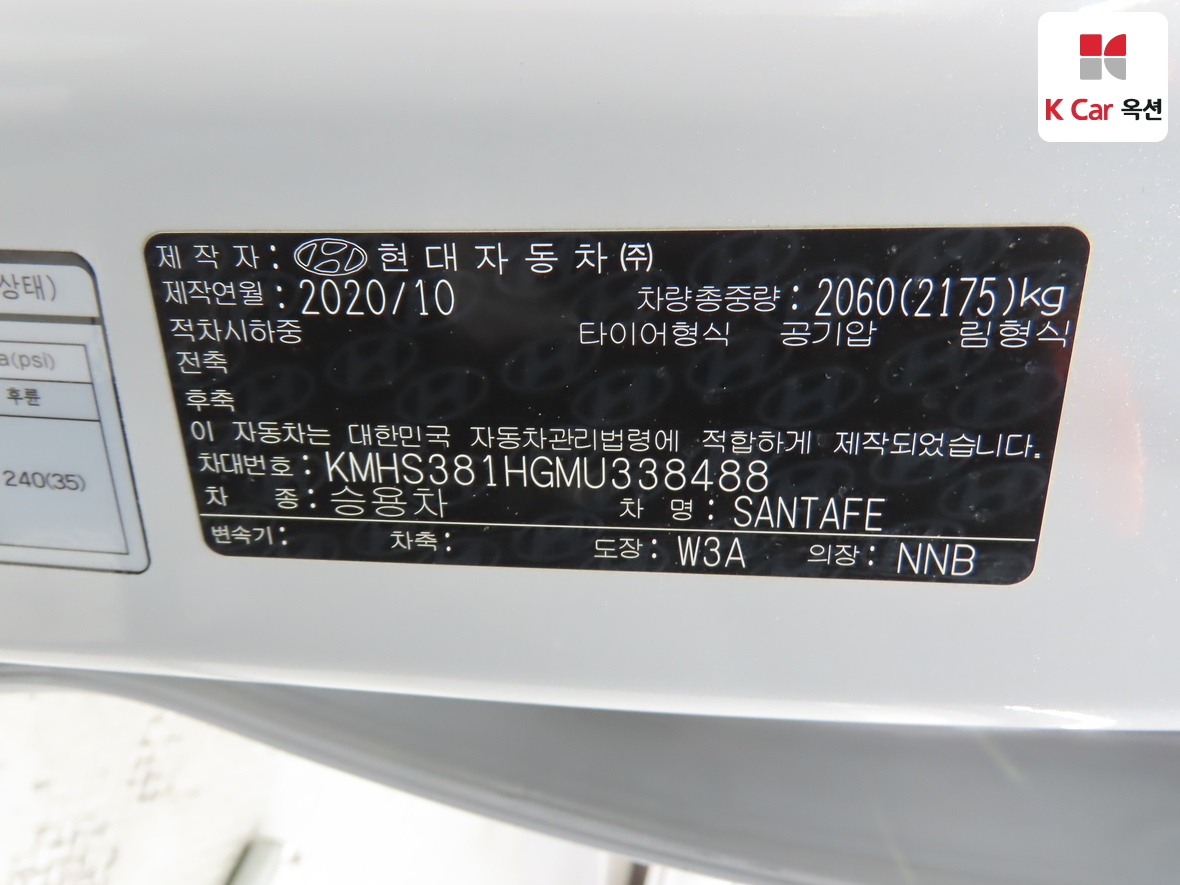 K Car 옥션
상태)
a(psi)
후륜
240(35)
제 작 자 : 현 대 자 동 차 ㈜
제작연월 : 2020/10 차량총중량 : 2060(2175)kg
적차시하중 타이어형식 공기압 림형식
전축
후축
이 자동차는 대한민국 자동차관리법령에 적합하게 제작되었습니다.
차대번호 : KMHS381HGMU338488
차 종 : 승용차 차 명 : SANTAFE
변속기 : 차축 : 도장 : W3A 의장 : NNB